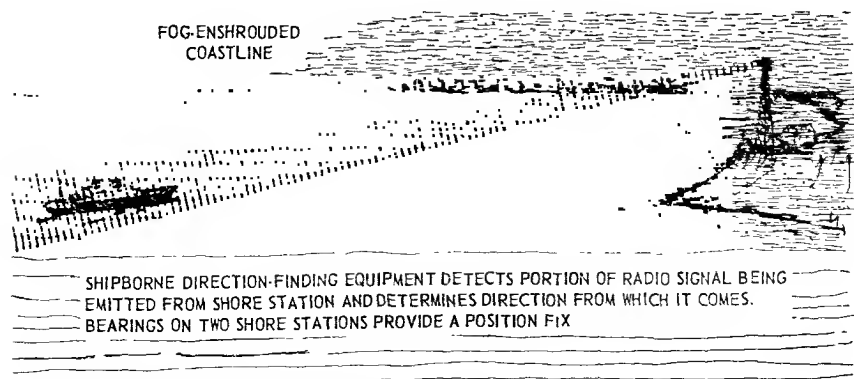 FOG-ENSHROUDED
COASTLINE
SHIPBORNE DIRECTION-FINDING EQUIPMENT DETECTS PORTION OF RADIO SIGNAL BEING
EMITTED FROM SHORE STATION AND DETERMINES DIRECTION FROM WHICH IT COMES.
BEARINGS ON TWO SHORE STATIONS PROVIDE A POSITION FIX